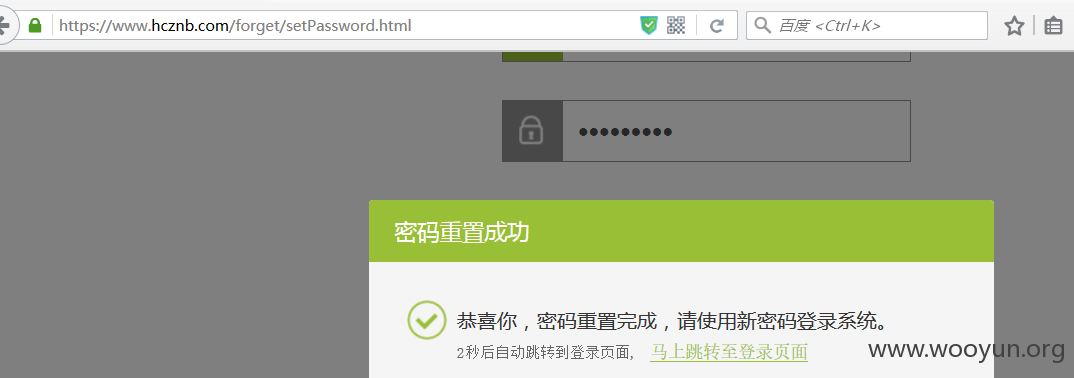 https://www.hcznb.com/forget/setPassword.html
百度 <Ctrl+K>
●●●●●●●●●
密码重置成功
恭喜你，密码重置完成，请使用新密码登录系统。
2秒后自动跳转到登录页面， 马上跳转至登录页面
www.wooyun.org